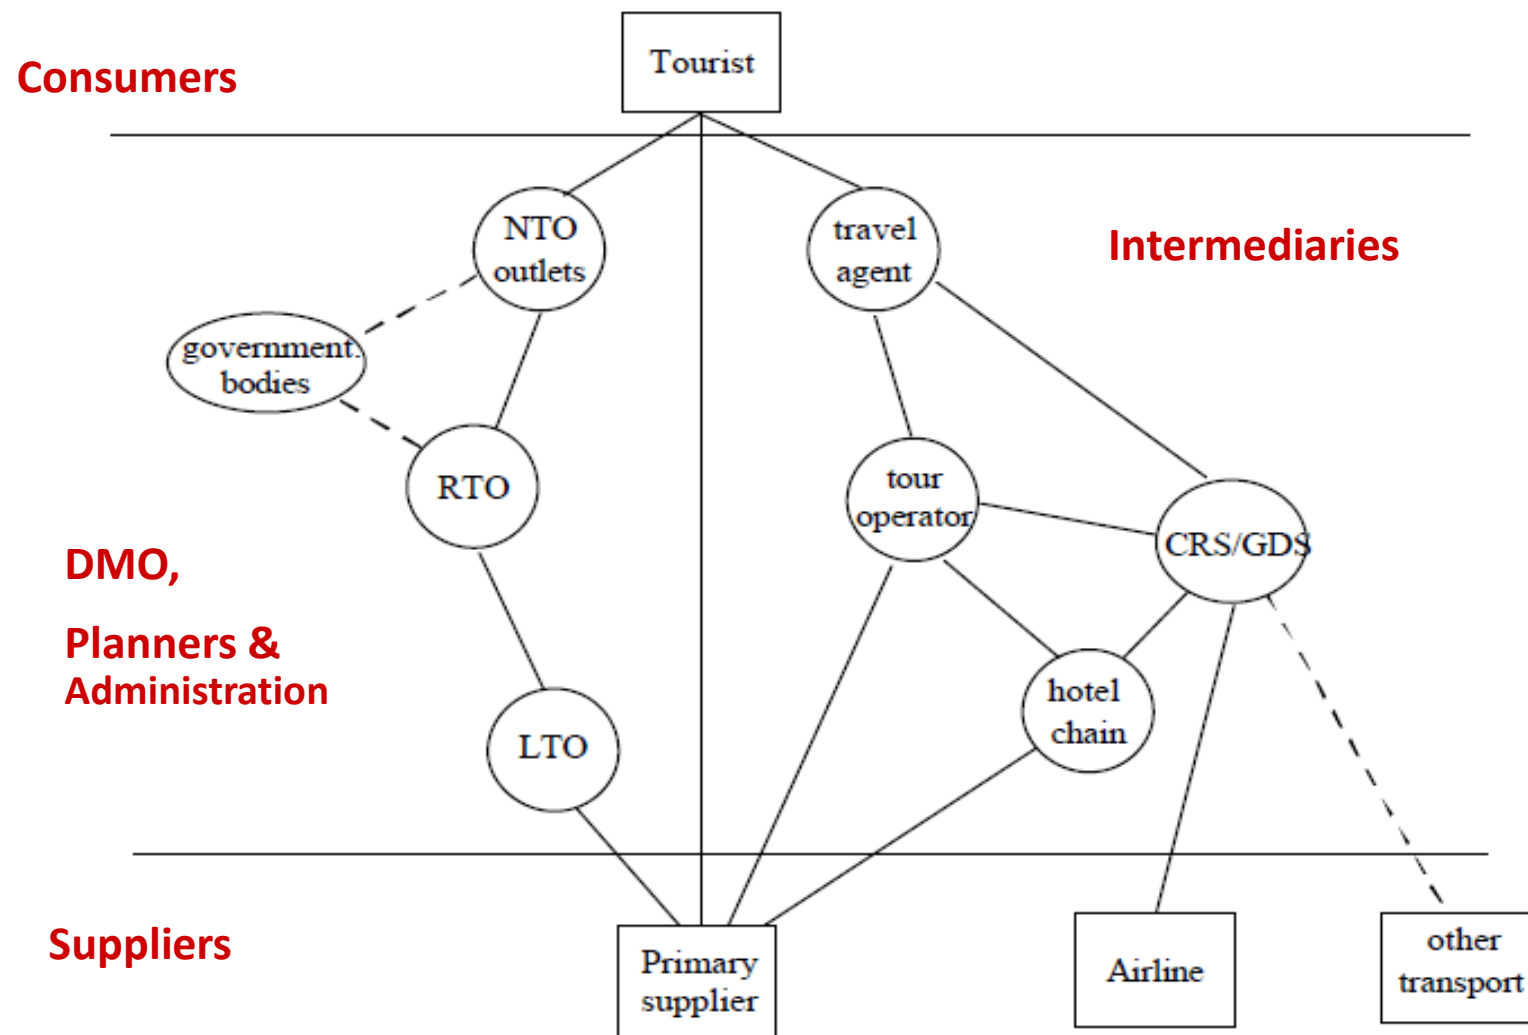 Tourist
Consumers
NTO
outlets
travel
agent
Intermediaries
government.
bodies
RTO
tour
operator
CRS/GDS
DMO,
Planners &
Administration
LTO
hotel
chain
Suppliers
Primary
supplier
Airline
other
transport